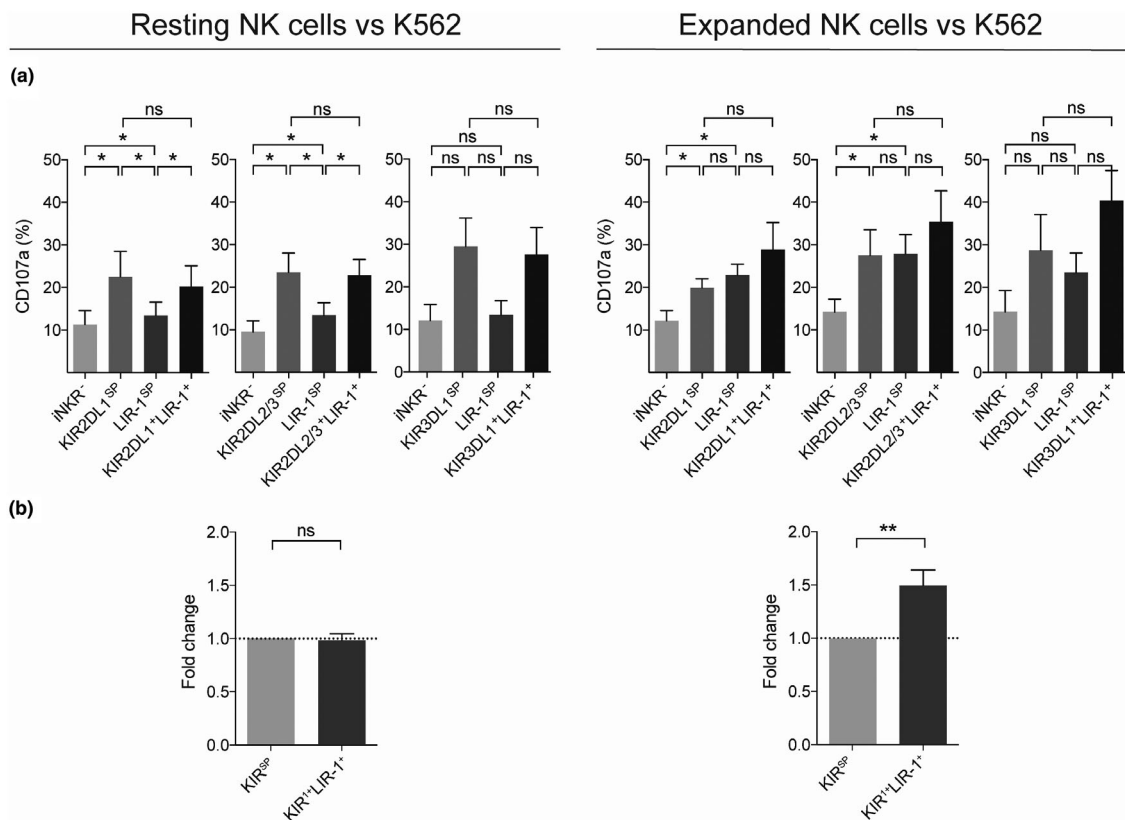 Resting NK cells vs K562
Expanded NK cells vs K562
(a)
CD107a (%)
50
40
30
20
10
ns
*
* * *
iNKR⁻
KIR2DL1ˢᴾ
LIR-1ˢᴾ
KIR2DL1⁺LIR-1⁺
50
40
30
20
10
ns
*
* * *
iNKR⁻
KIR2DL2/3ˢᴾ
LIR-1ˢᴾ
KIR2DL2/3⁺LIR-1⁺
50
40
30
20
10
ns
ns
ns ns ns
iNKR⁻
KIR3DL1ˢᴾ
LIR-1ˢᴾ
KIR3DL1⁺LIR-1⁺
CD107a (%)
50
40
30
20
10
ns
*
* ns ns
iNKR⁻
KIR2DL1ˢᴾ
LIR-1ˢᴾ
KIR2DL1⁺LIR-1⁺
50
40
30
20
10
ns
*
* ns ns
iNKR⁻
KIR2DL2/3ˢᴾ
LIR-1ˢᴾ
KIR2DL2/3⁺LIR-1⁺
50
40
30
20
10
ns
ns
ns ns ns
iNKR⁻
KIR3DL1ˢᴾ
LIR-1ˢᴾ
KIR3DL1⁺LIR-1⁺
(b)
Fold change
2.0
1.5
1.0
0.5
0.0
ns
KIRˢᴾ
KIR¹⁺LIR-1⁺
Fold change
2.0
1.5
1.0
0.5
0.0
**
KIRˢᴾ
KIR¹⁺LIR-1⁺